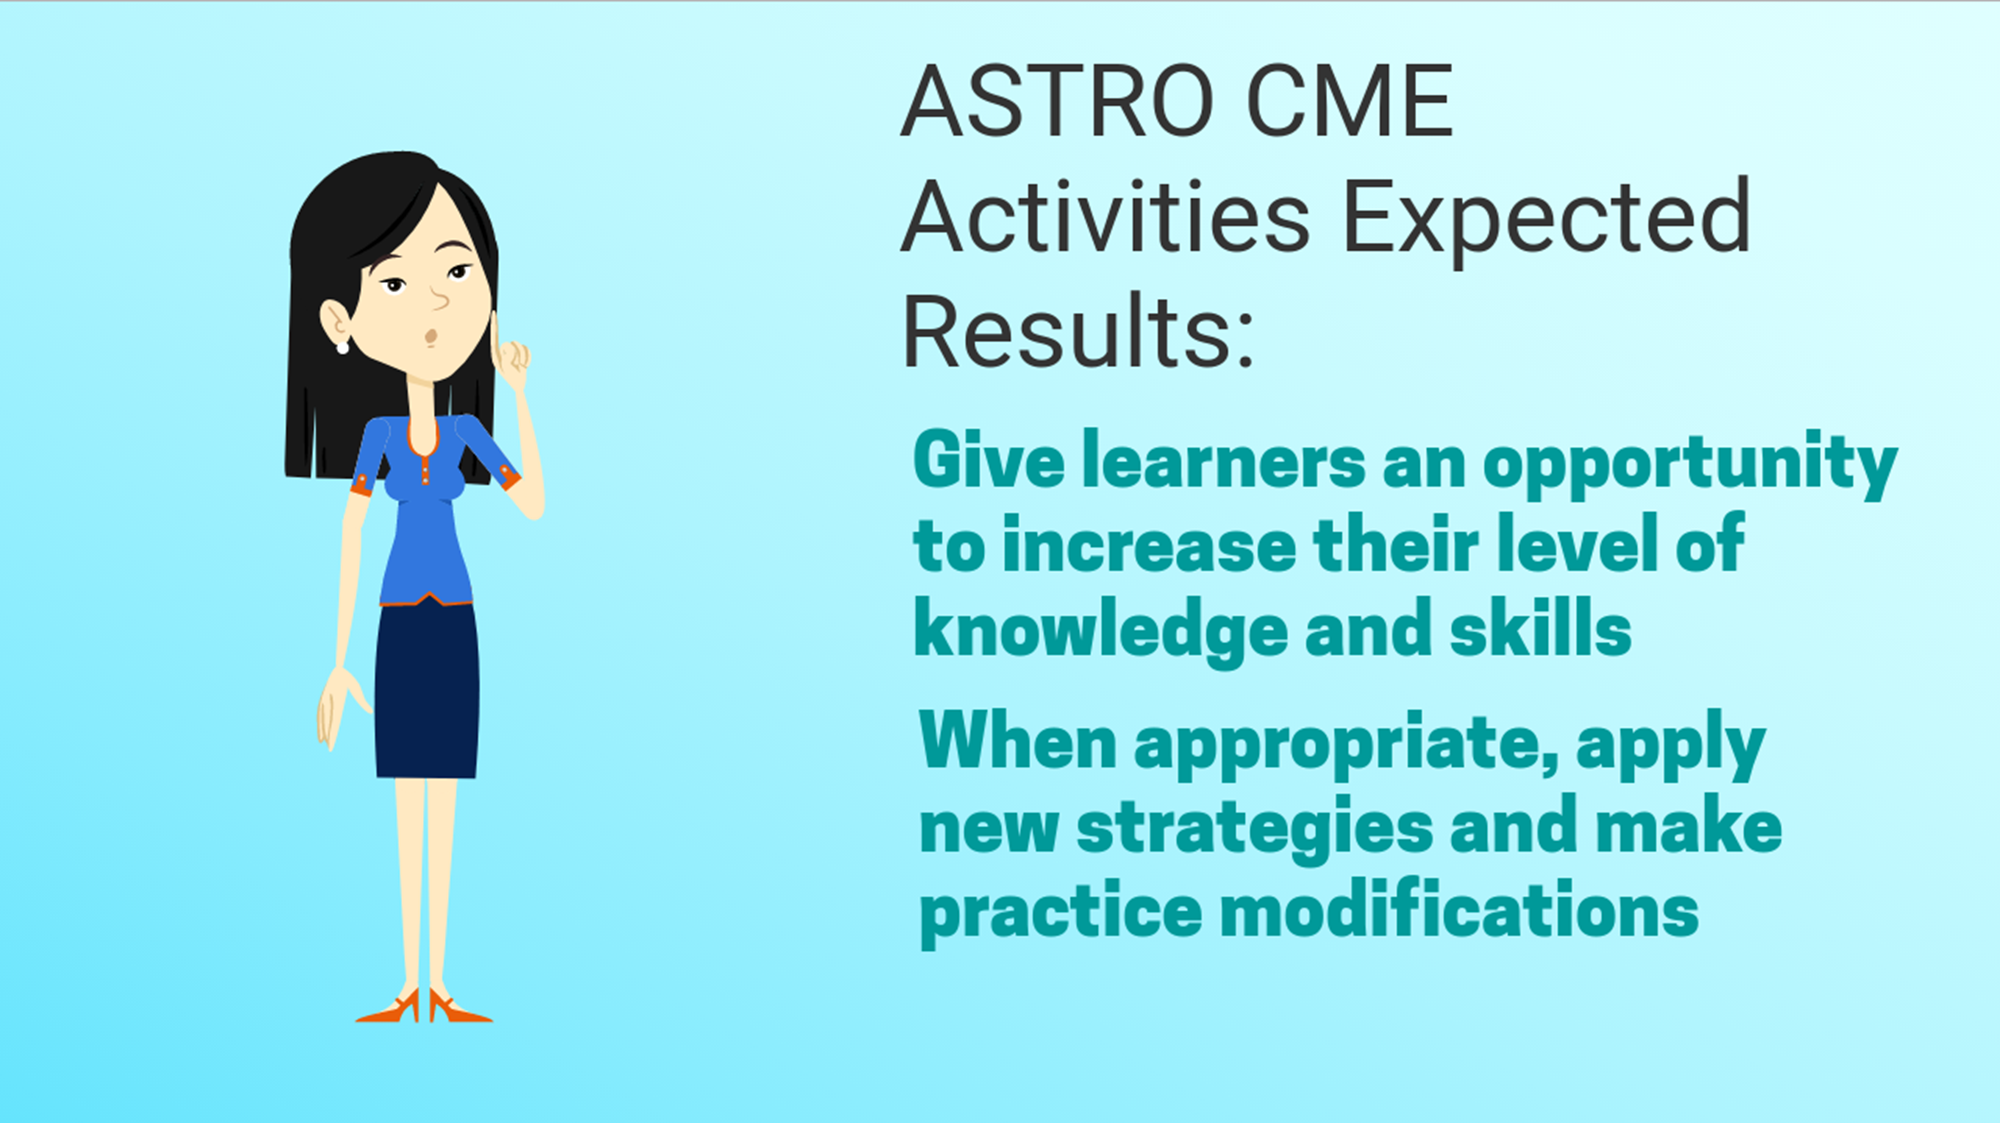 ASTRO CME
Activities Expected
Results:
Give learners an opportunity
to increase their level of
knowledge and skills
When appropriate, apply
new strategies and make
practice modifications